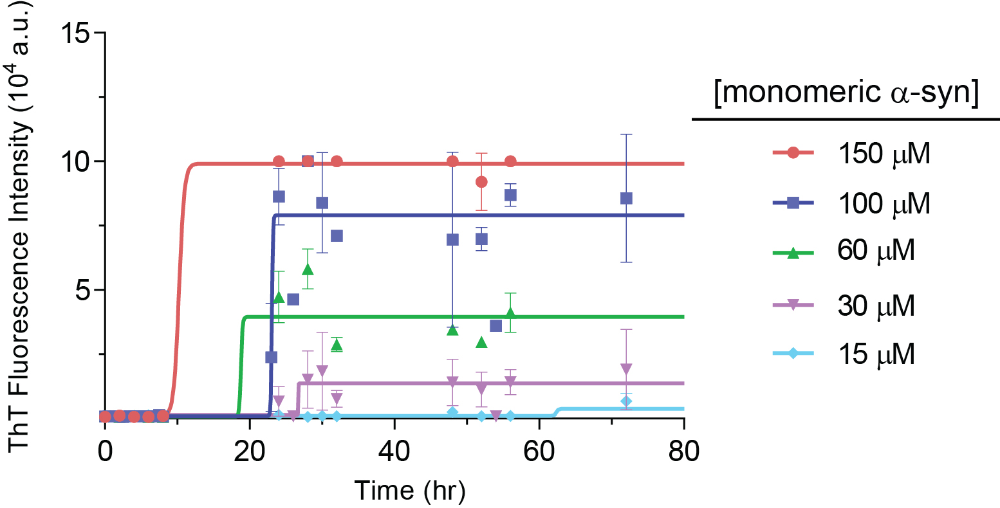 ThT Fluorescence Intensity (10⁴ a.u.)
15
10
5
0 20 40 60 80
Time (hr)
[monomeric α-syn]
150 μM
100 μM
60 μM
30 μM
15 μM